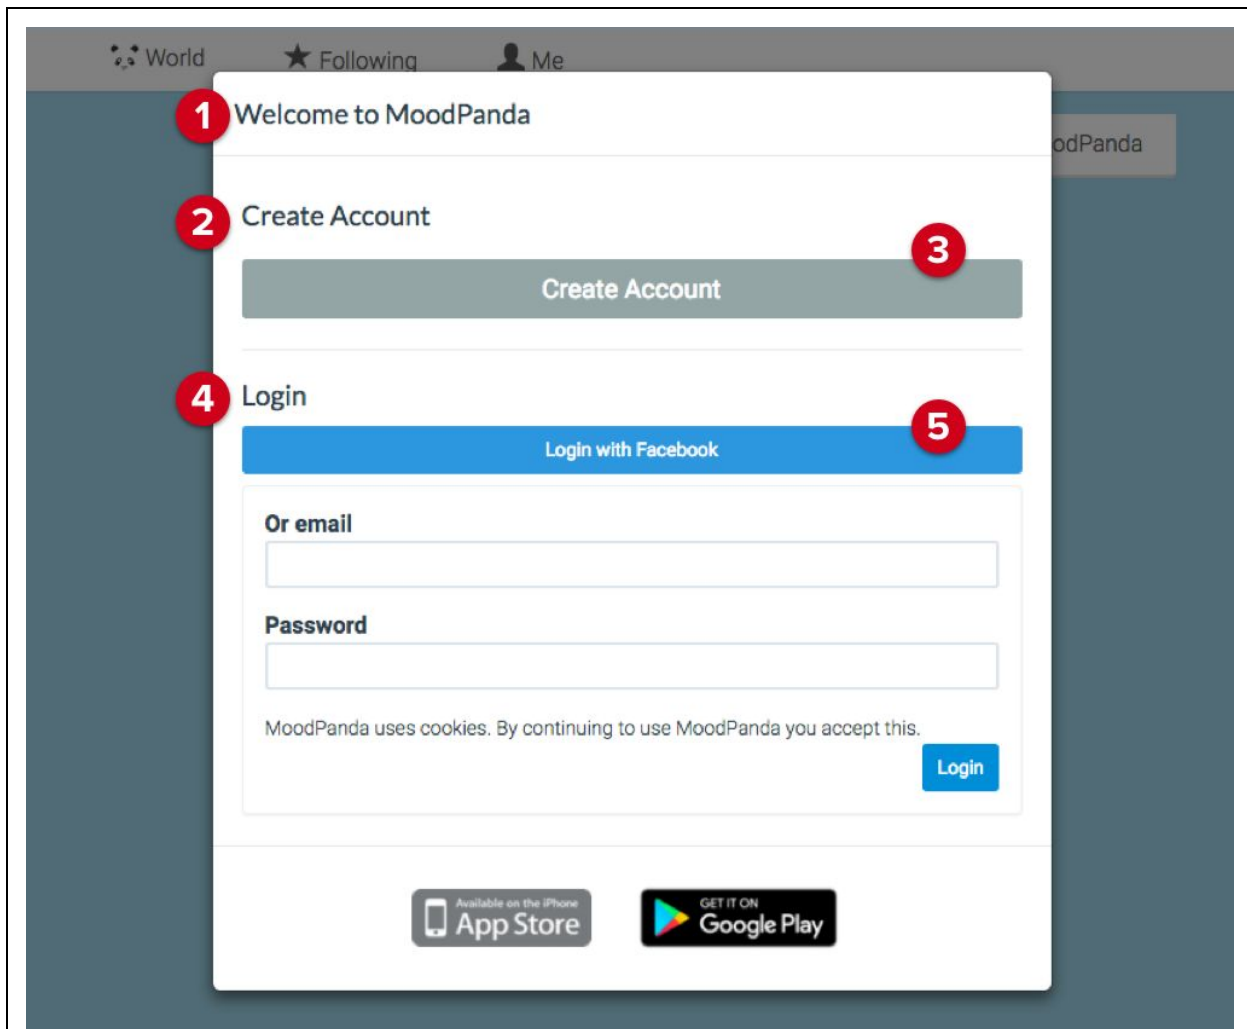 World Following Me
1 Welcome to MoodPanda
odPanda
2 Create Account
3
Create Account
4 Login
5
Login with Facebook
Or email
Password
MoodPanda uses cookies. By continuing to use MoodPanda you accept this.
Login
Available on the iPhone
App Store
GET IT ON
Google Play